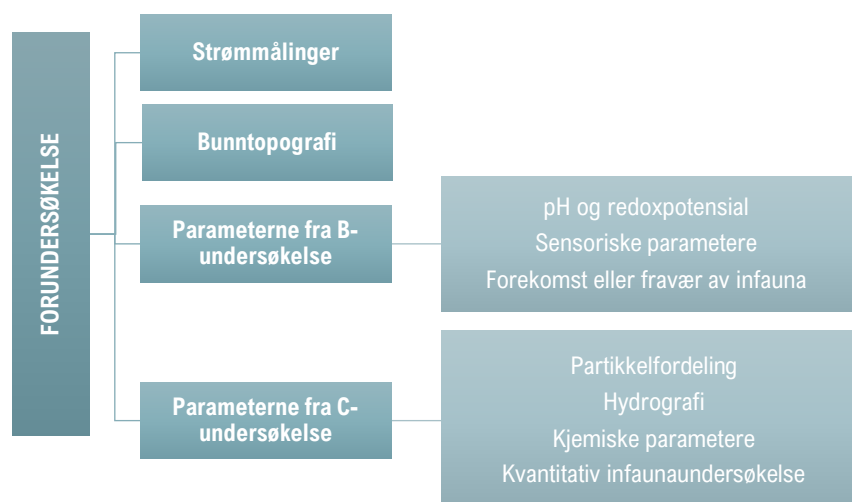 FORUNDERSØKELSE
Strømmålinger
Bunntopografi
Parameterne fra B-
undersøkelse
pH og redoxpotensial
Sensoriske parametere
Forekomst eller fravær av infauna
Parameterne fra C-
undersøkelse
Partikkelfordeling
Hydrografi
Kjemiske parametere
Kvantitativ infaunaundersøkelse